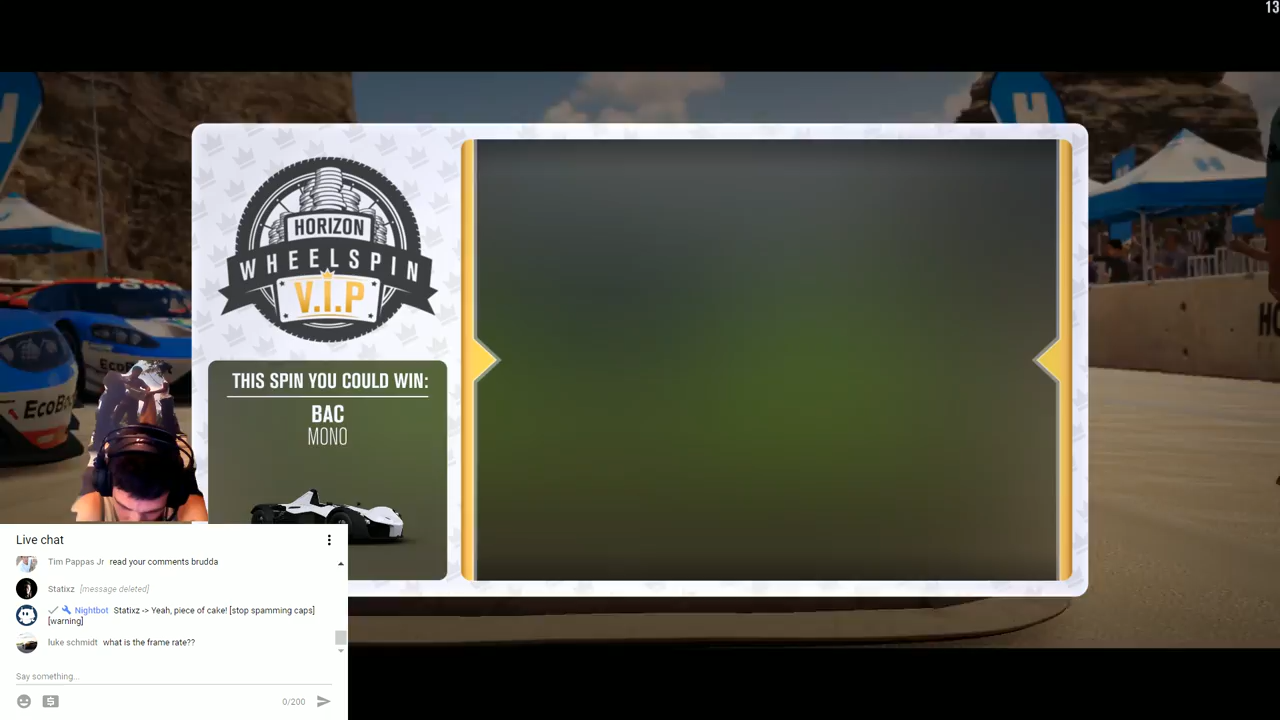 13
HORIZON
WHEELSPIN
V.I.P
THIS SPIN YOU COULD WIN:
BAC
MONO
EcoBo
Live chat
Tim Pappas Jr read your comments brudda
Statixz [message deleted]
Nightbot Statixz -> Yeah, piece of cake! [stop spamming caps]
[warning]
luke schmidt what is the frame rate??
Say something...
0/200